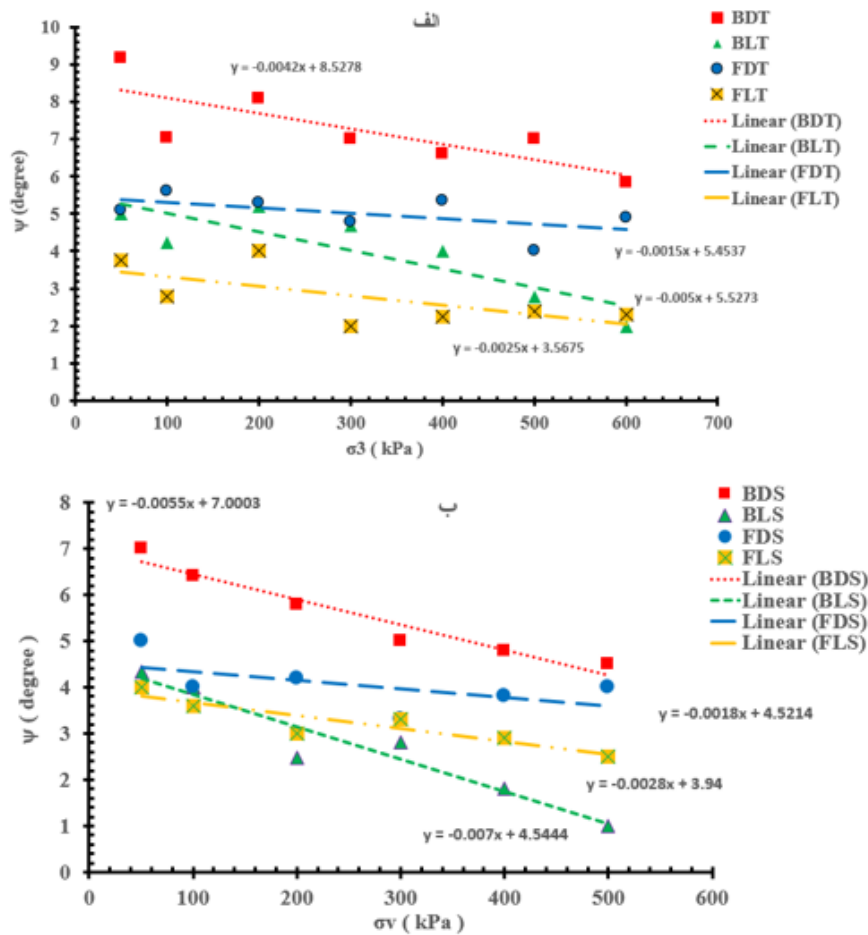 الف
10
9
8
7
6
5
4
3
2
1
0
ψ (degree)
y = -0.0042x + 8.5278
y = -0.0015x + 5.4537
y = -0.005x + 5.5273
y = -0.0025x + 3.5675
0 100 200 300 400 500 600 700
σ3 ( kPa )
BDT
BLT
FDT
FLT
Linear (BDT)
Linear (BLT)
Linear (FDT)
Linear (FLT)
ب
8
7
6
5
4
3
2
1
0
ψ ( degree )
y = -0.0055x + 7.0003
y = -0.0018x + 4.5214
y = -0.0028x + 3.94
y = -0.007x + 4.5444
0 100 200 300 400 500 600
σv ( kPa )
BDS
BLS
FDS
FLS
Linear (BDS)
Linear (BLS)
Linear (FDS)
Linear (FLS)